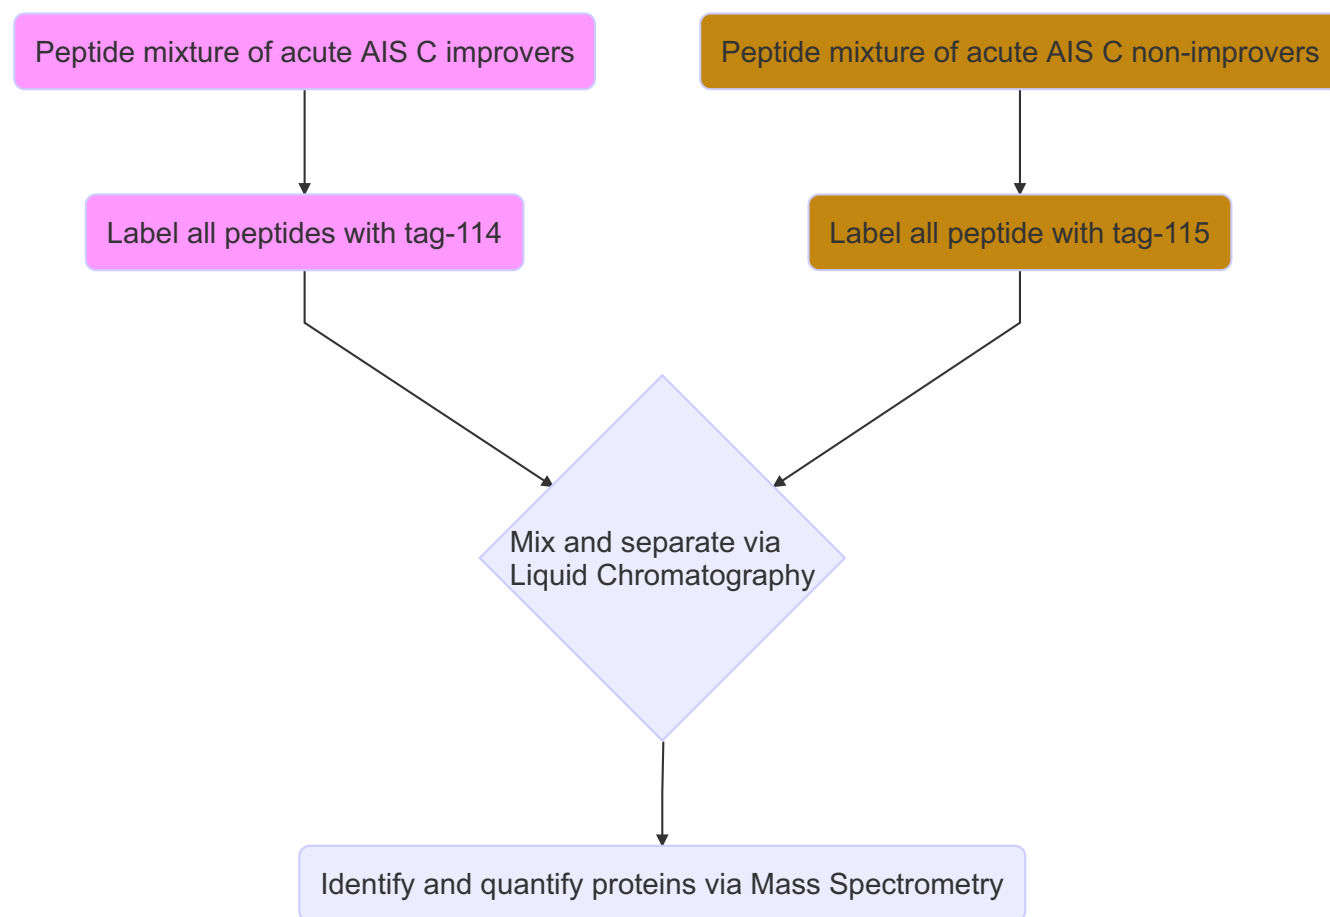 Peptide mixture of acute AIS C improvers
Peptide mixture of acute AIS C non-improvers
Label all peptides with tag-114
Label all peptide with tag-115
Mix and separate via
Liquid Chromatography
Identify and quantify proteins via Mass Spectrometry